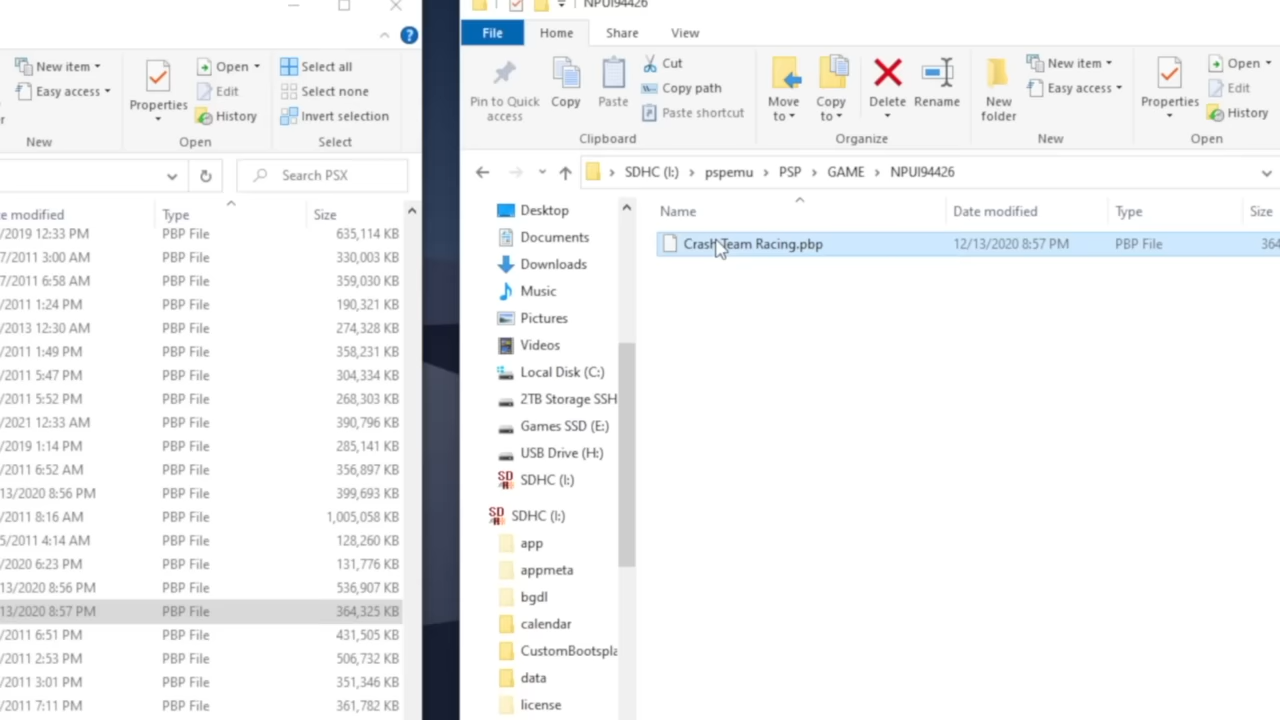 NPUI94426
File Home Share View
New item
Easy access
New
Properties
Open
Edit
History
Open
Select all
Select none
Invert selection
Select
Pin to Quick access
Copy
Paste
Cut
Copy path
Paste shortcut
Clipboard
Move to
Copy to
Delete
Rename
Organize
New folder
New item
Easy access
New
Properties
Open
Edit
History
Open
Search PSX
SDHC (I:) > pspemu > PSP > GAME > NPUI94426
e modified Type Size
/2019 12:33 PM PBP File 635,114 KB
7/2011 3:00 AM PBP File 330,003 KB
7/2011 6:58 AM PBP File 359,030 KB
/2011 1:24 PM PBP File 190,321 KB
/2013 12:30 AM PBP File 274,328 KB
/2011 1:49 PM PBP File 358,231 KB
/2011 5:47 PM PBP File 304,334 KB
/2011 5:52 PM PBP File 268,303 KB
/2021 12:33 AM PBP File 390,796 KB
/2019 1:14 PM PBP File 285,141 KB
/2011 6:52 AM PBP File 356,897 KB
13/2020 8:56 PM PBP File 399,693 KB
/2011 8:16 AM PBP File 1,005,058 KB
5/2011 4:14 AM PBP File 128,260 KB
/2020 6:23 PM PBP File 131,776 KB
13/2020 8:56 PM PBP File 536,907 KB
13/2020 8:57 PM PBP File 364,325 KB
/2011 6:51 PM PBP File 431,505 KB
/2011 2:53 PM PBP File 506,732 KB
/2011 3:01 PM PBP File 351,346 KB
/2011 7:11 PM PBP File 361,782 KB
Desktop
Documents
Downloads
Music
Pictures
Videos
Local Disk (C:)
2TB Storage SSH
Games SSD (E:)
USB Drive (H:)
SDHC (I:)
SDHC (I:)
app
appmeta
bgdl
calendar
CustomBootspla
data
license
Name Date modified Type Size
Crash Team Racing.pbp 12/13/2020 8:57 PM PBP File 364